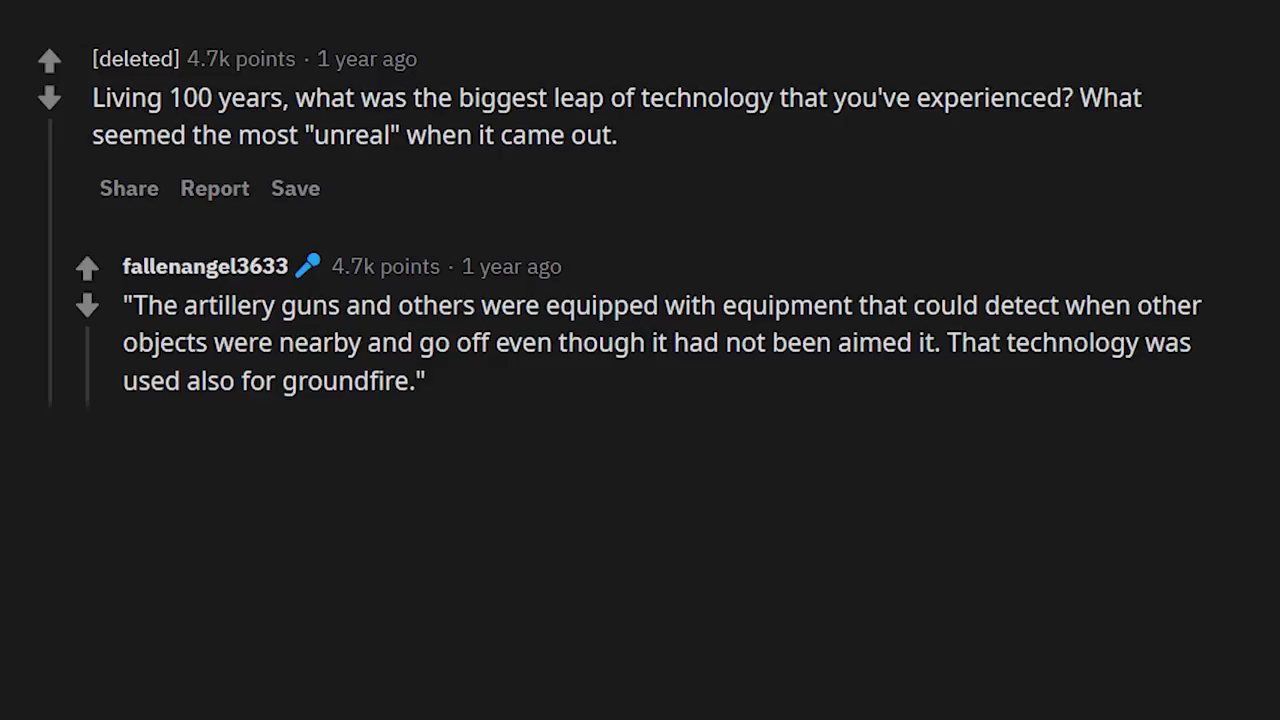 [deleted] 4.7k points · 1 year ago
Living 100 years, what was the biggest leap of technology that you've experienced? What
seemed the most "unreal" when it came out.
Share Report Save
fallenangel3633 4.7k points · 1 year ago
"The artillery guns and others were equipped with equipment that could detect when other
objects were nearby and go off even though it had not been aimed it. That technology was
used also for groundfire."